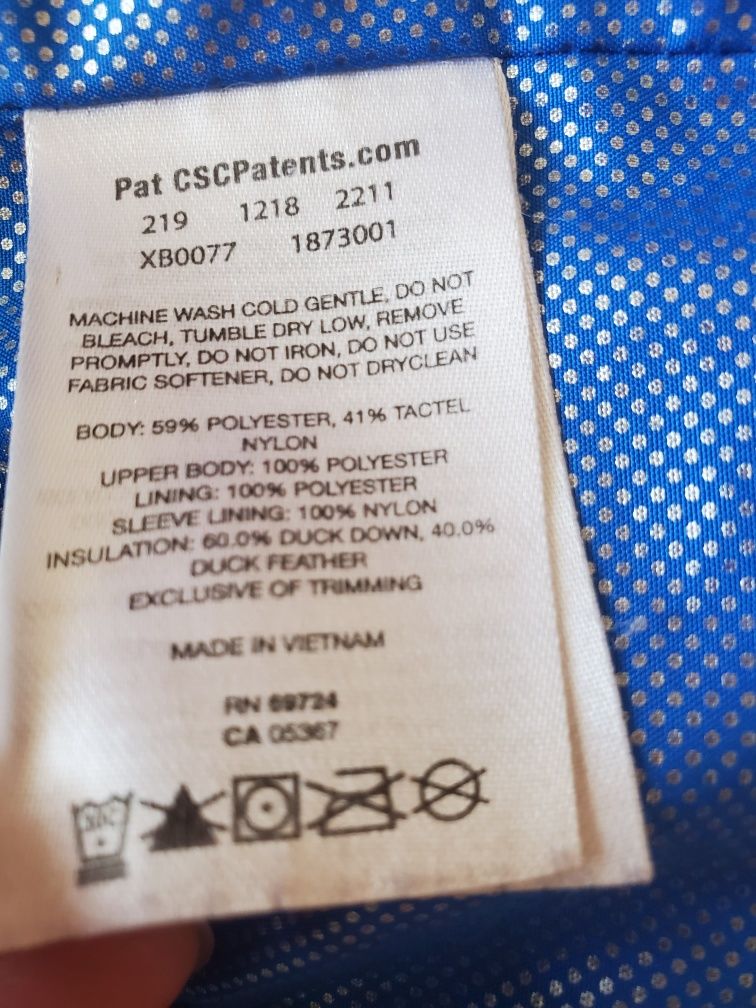 Pat CSCPatents.com
219 1218 2211
XB0077 1873001
MACHINE WASH COLD GENTLE, DO NOT
BLEACH, TUMBLE DRY LOW, REMOVE
PROMPTLY, DO NOT IRON, DO NOT USE
FABRIC SOFTENER, DO NOT DRYCLEAN
BODY: 59% POLYESTER, 41% TACTEL
NYLON
UPPER BODY: 100% POLYESTER
LINING: 100% POLYESTER
SLEEVE LINING: 100% NYLON
INSULATION: 60.0% DUCK DOWN, 40.0%
DUCK FEATHER
EXCLUSIVE OF TRIMMING
MADE IN VIETNAM
RN 69724
CA 05367